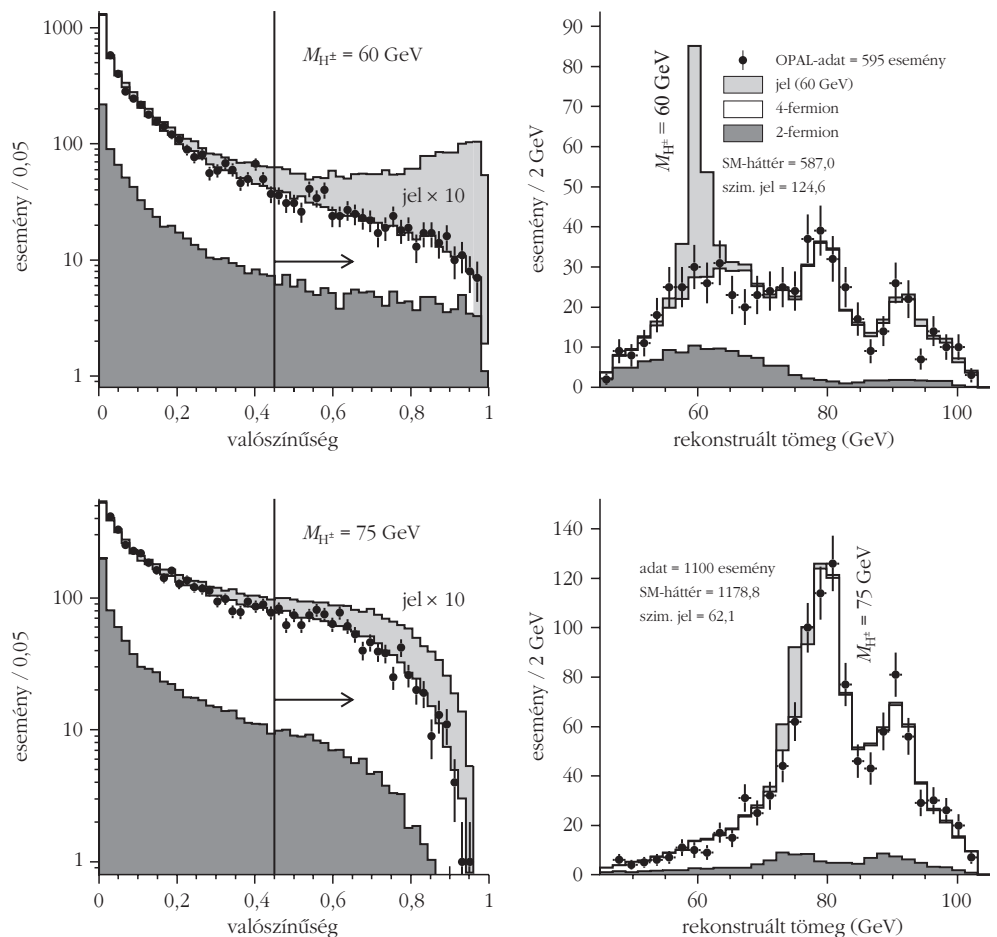 1000
100
10
1
esemény / 0,05
M_H± = 60 GeV
jel × 10
0 0,2 0,4 0,6 0,8 1
valószínűség
90
80
70
60
50
40
30
20
10
0
esemény / 2 GeV
M_H± = 60 GeV
OPAL-adat = 595 esemény
jel (60 GeV)
4-fermion
2-fermion
SM-háttér = 587,0
szim. jel = 124,6
60 80 100
rekonstruált tömeg (GeV)
100
10
1
esemény / 0,05
M_H± = 75 GeV
jel × 10
0 0,2 0,4 0,6 0,8 1
valószínűség
140
120
100
80
60
40
20
0
esemény / 2 GeV
adat = 1100 esemény
SM-háttér = 1178,8
szim. jel = 62,1
M_H± = 75 GeV
60 80 100
rekonstruált tömeg (GeV)